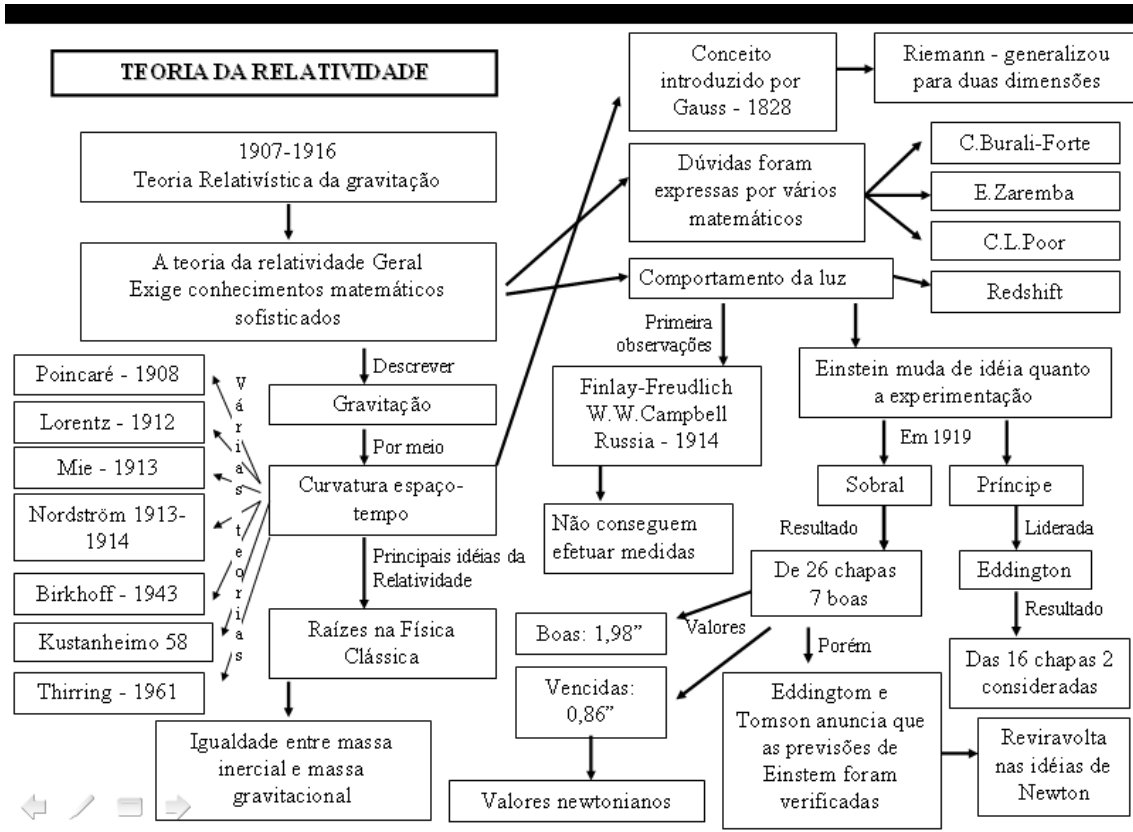 TEORIA DA RELATIVIDADE
1907-1916
Teoria Relativística da gravitação
A teoria da relatividade Geral
Exige conhecimentos matemáticos
sofisticados
Descrever
Gravitação
Por meio
Curvatura espaço-
tempo
Várias teorias
Poincaré - 1908
Lorentz - 1912
Mie - 1913
Nordström 1913-
1914
Birkhoff - 1943
Kustanheimo 58
Thirring - 1961
Principais idéias da
Relatividade
Raízes na Física
Clássica
Igualdade entre massa
inercial e massa
gravitacional
Conceito
introduzido por
Gauss - 1828
Riemann - generalizou
para duas dimensões
Dúvidas foram
expressas por vários
matemáticos
C.Burali-Forte
E.Zaremba
C.L.Poor
Comportamento da luz
Redshift
Primeira
observações
Finlay-Freudlich
W.W.Campbell
Russia - 1914
Não conseguem
efetuar medidas
Einstein muda de idéia quanto
a experimentação
Em 1919
Sobral
Príncipe
Resultado
De 26 chapas
7 boas
Liderada
Eddington
Resultado
Das 16 chapas 2
consideradas
Valores
Boas: 1,98”
Vencidas:
0,86”
Valores newtonianos
Porém
Eddingtom e
Tomson anuncia que
as previsões de
Einstem foram
verificadas
Reviravolta
nas idéias de
Newton